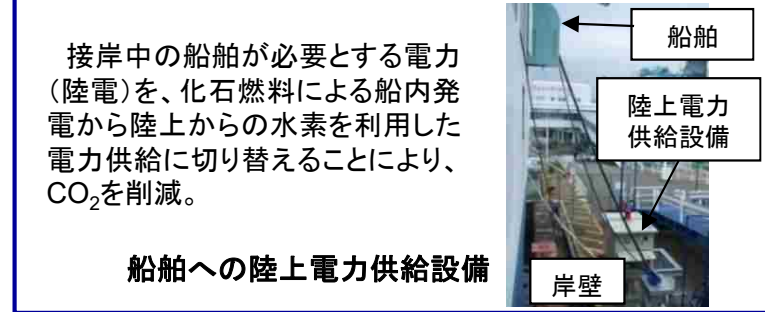 接岸中の船舶が必要とする電力
（陸電）を、化石燃料による船内発
電から陸上からの水素を利用した
電力供給に切り替えることにより、
CO₂を削減。
船舶への陸上電力供給設備
船舶
陸上電力
供給設備
岸壁